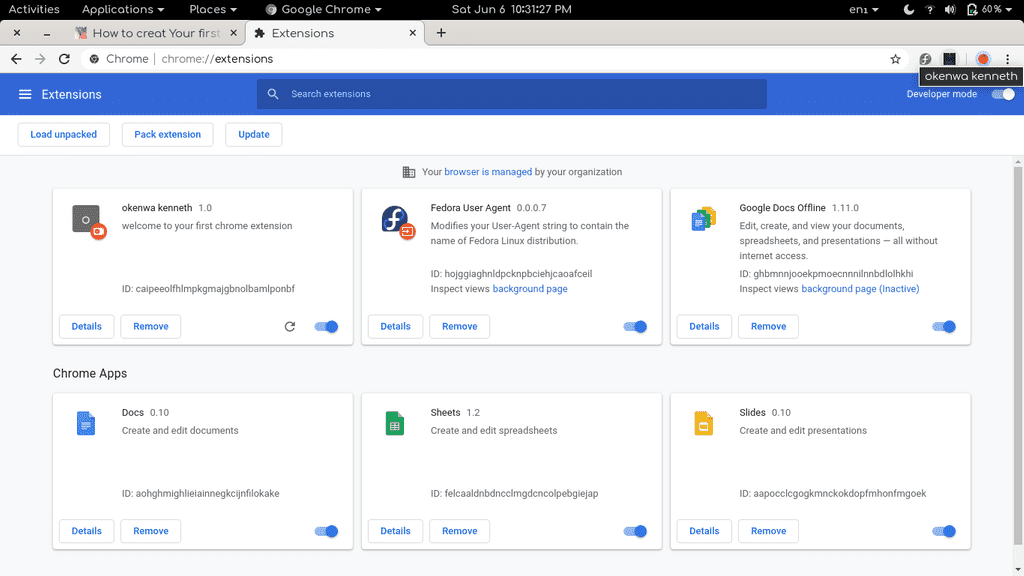 Activities Applications Places Google Chrome Sat Jun 6 10:31:27 PM en1 ? 60 %
How to creat Your first Extensions
Chrome chrome://extensions
okenwa kenneth
Extensions Search extensions Developer mode
Load unpacked Pack extension Update
Your browser is managed by your organization
okenwa kenneth 1.0
welcome to your first chrome extension
ID: caipeeolfhlmpkgmajgbnolbamlponbf
Details Remove
Fedora User Agent 0.0.0.7
Modifies your User-Agent string to contain the
name of Fedora Linux distribution.
ID: hojggiaghnldpcknpbciehjcaoafceil
Inspect views background page
Details Remove
Google Docs Offline 1.11.0
Edit, create, and view your documents,
spreadsheets, and presentations — all without
internet access.
ID: ghbmnnjooekpmoecnnnilnnbdlolhkhi
Inspect views background page (Inactive)
Details Remove
Chrome Apps
Docs 0.10
Create and edit documents
ID: aohghmighlieiainnegkcijnfilokake
Details Remove
Sheets 1.2
Create and edit spreadsheets
ID: felcaaldnbdncclmgdcncolpebgiejap
Details Remove
Slides 0.10
Create and edit presentations
ID: aapocclcgogkmnckokdopfmhonfmgoek
Details Remove